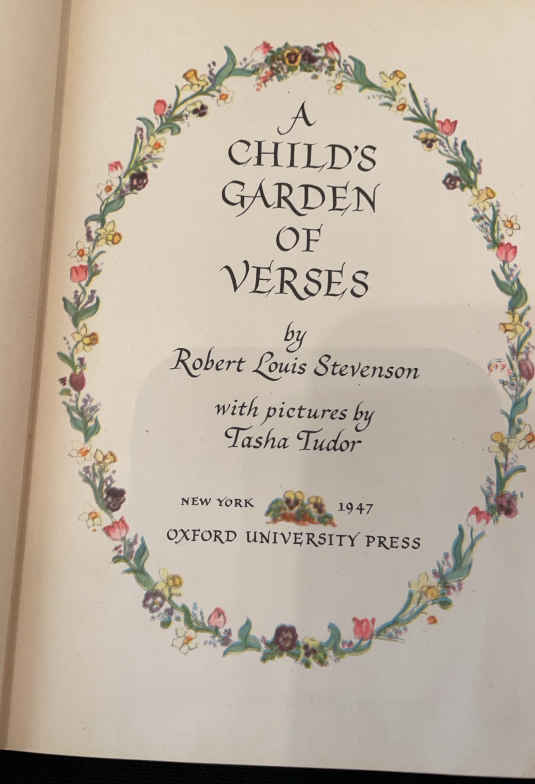 A
CHILD'S
GARDEN
OF
VERSES
by
Robert Louis Stevenson
with pictures by
Tasha Tudor
NEW YORK 1947
OXFORD UNIVERSITY PRESS